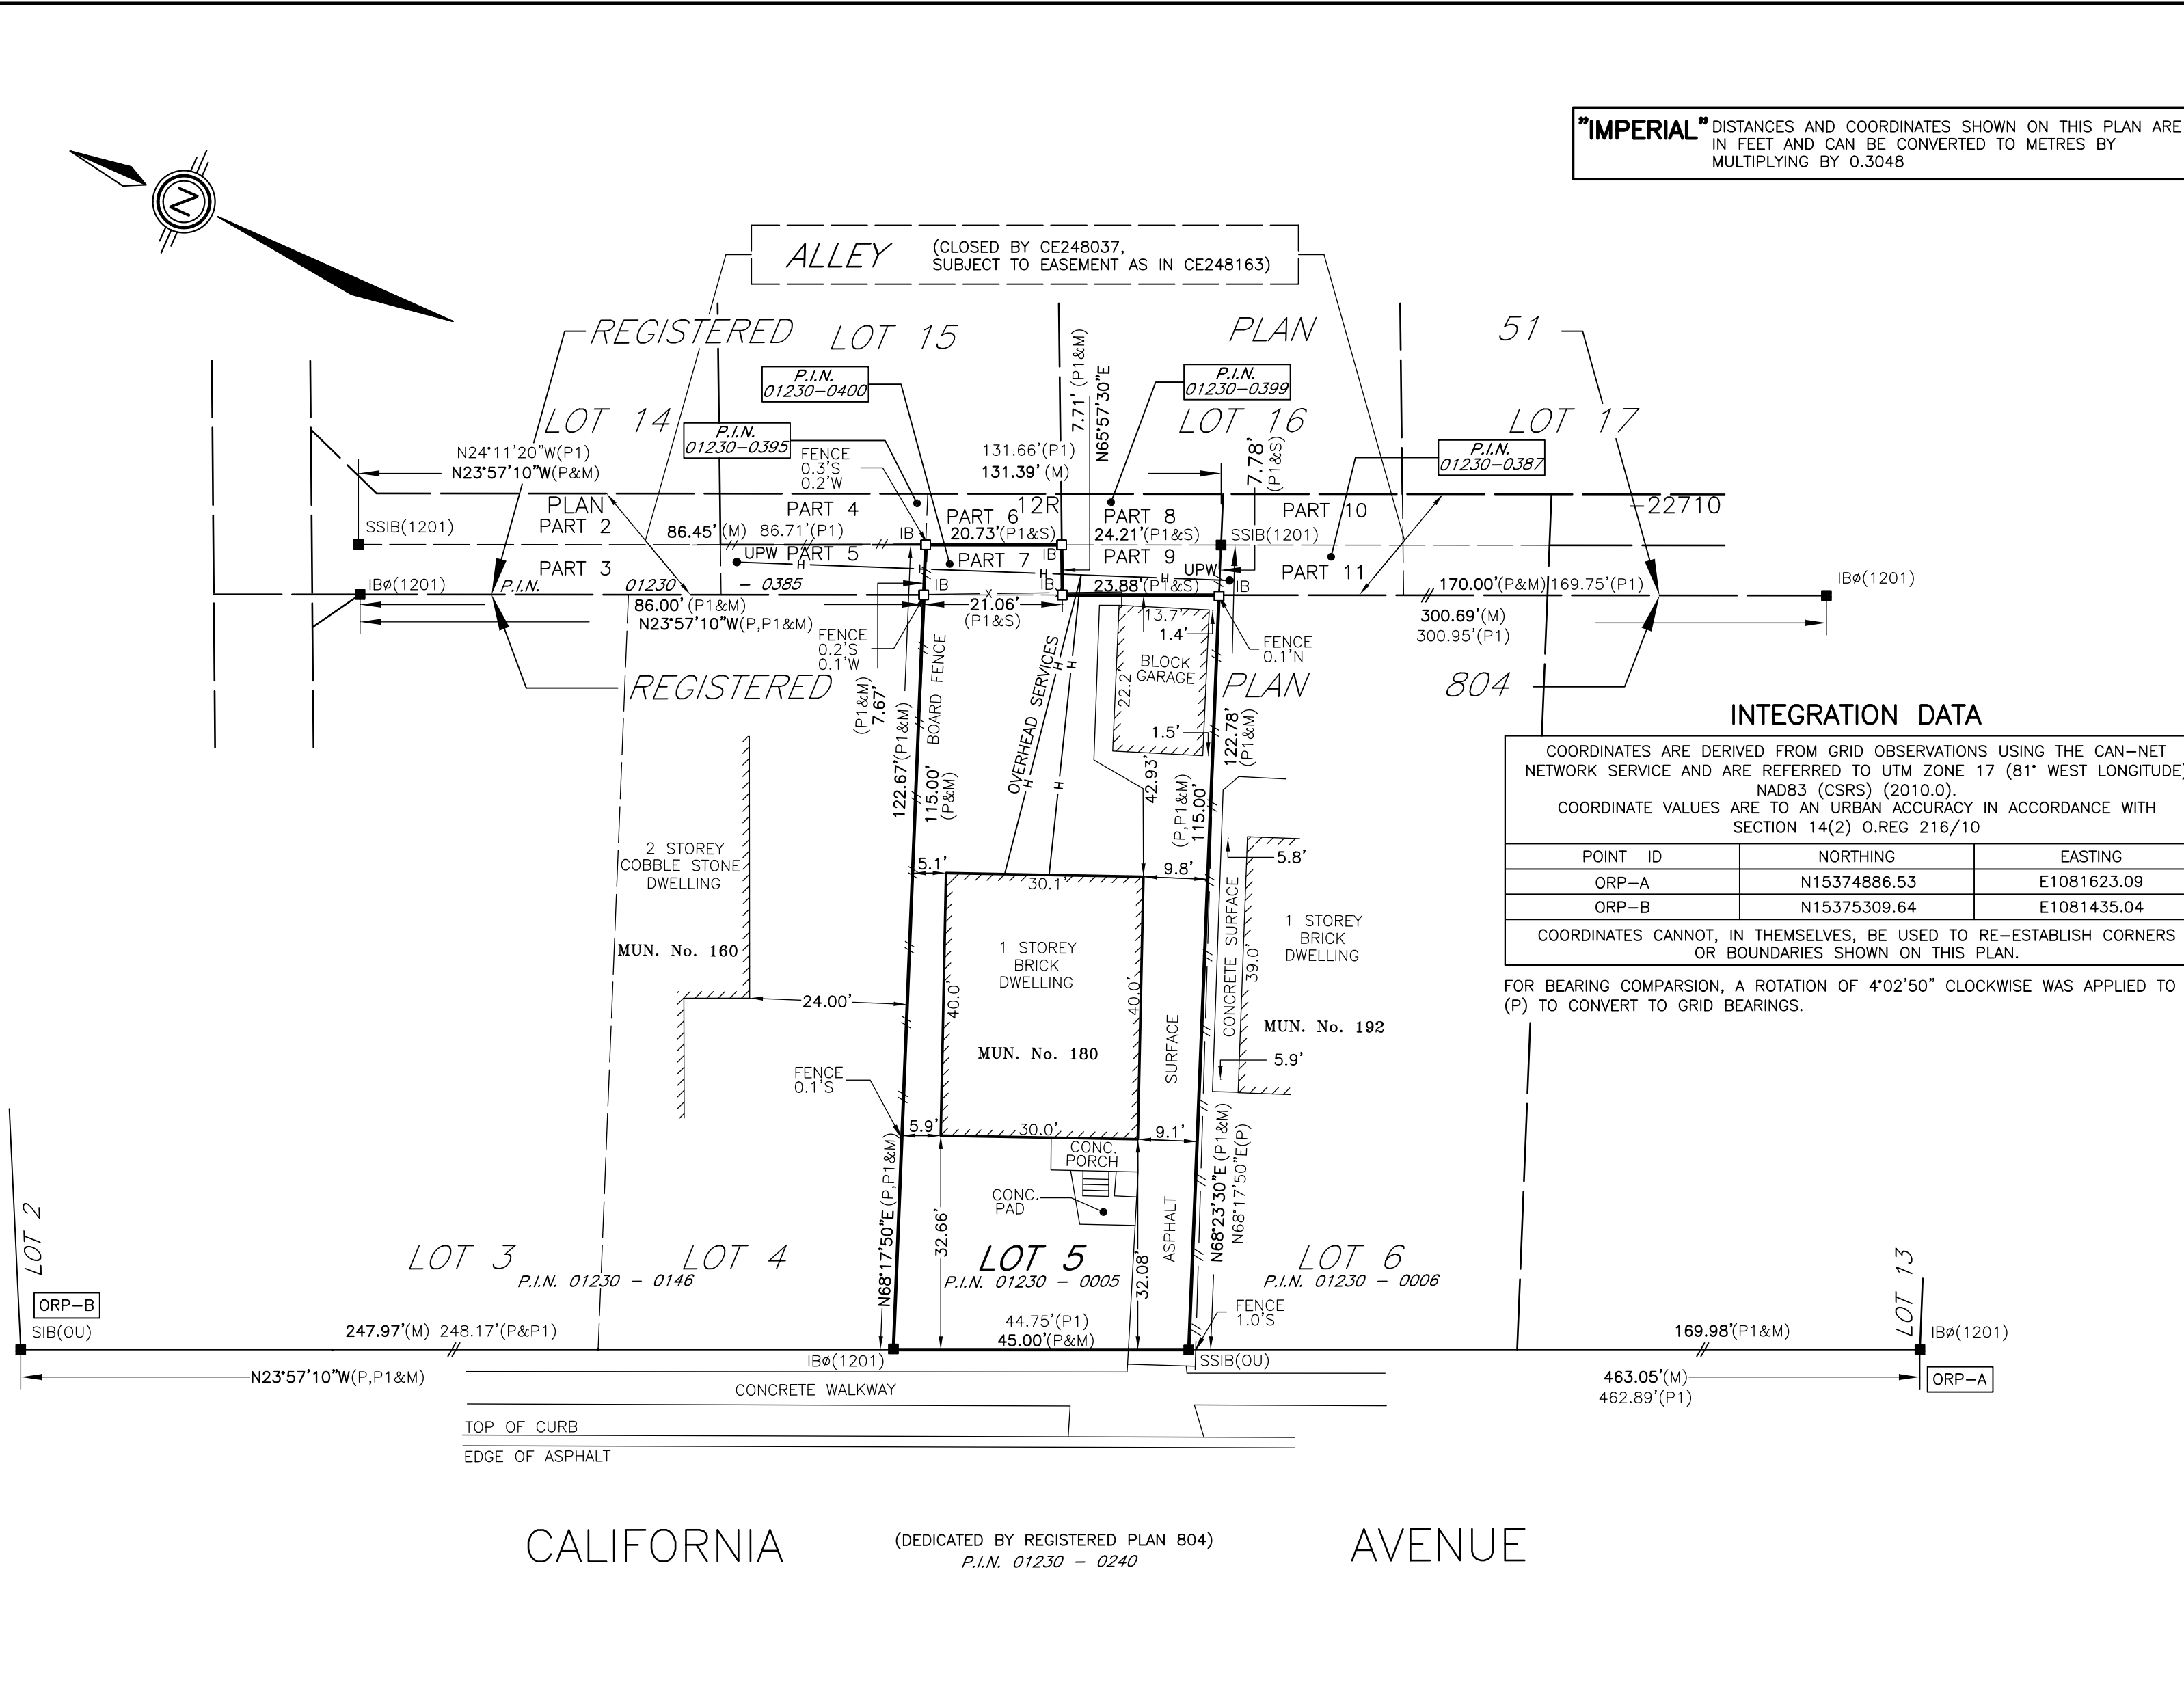 "IMPERIAL" DISTANCES AND COORDINATES SHOWN ON THIS PLAN ARE
IN FEET AND CAN BE CONVERTED TO METRES BY
MULTIPLYING BY 0.3048
N
ALLEY
(CLOSED BY CE248037,
SUBJECT TO EASEMENT AS IN CE248163)
REGISTERED
LOT 15
PLAN
51
P.I.N.
01230-0400
7.71' (P1&M)
N65°57'30"E
P.I.N.
01230-0399
LOT 14
LOT 16
LOT 17
P.I.N.
01230-0395
P.I.N.
01230-0387
N24°11'20"W(P1)
N23°57'10"W(P&M)
FENCE
0.3'S
0.2'W
131.66'(P1)
131.39' (M)
7.78'
(P1&S)
PLAN
12R
-22710
PART 2
PART 4
PART 6
PART 8
PART 10
SSIB(1201)
86.45' (M) 86.71'(P1)
IB
20.73'(P1&S)
24.21'(P1&S)
SSIB(1201)
UPW
PART 5
PART 7
IB
PART 9
UPW
PART 3
PART 11
H
H
H
H
IBø(1201)
P.I.N. 01230 - 0385
IB
X
IB
23.88'(P1&S)
IB
170.00'(P&M)169.75'(P1)
IBø(1201)
86.00' (P1&M)
21.06'
(P1&S)
N23°57'10"W(P,P1&M)
13.7'
300.69'(M)
300.95'(P1)
FENCE
0.2'S
0.1'W
1.4'
FENCE
0.1'N
BLOCK
GARAGE
22.2'
1.5'
REGISTERED
PLAN
804
(P1&M)
7.67'
BOARD FENCE
OVERHEAD SERVICES
H
H
H
H
122.67'(P1&M)
115.00'
(P&M)
42.93'
(P,P1&M)
115.00'
122.78'
(P1&M)
INTEGRATION DATA
COORDINATES ARE DERIVED FROM GRID OBSERVATIONS USING THE CAN-NET
NETWORK SERVICE AND ARE REFERRED TO UTM ZONE 17 (81° WEST LONGITUDE)
NAD83 (CSRS) (2010.0).
COORDINATE VALUES ARE TO AN URBAN ACCURACY IN ACCORDANCE WITH
SECTION 14(2) O.REG 216/10
POINT ID NORTHING EASTING
ORP-A N15374886.53 E1081623.09
ORP-B N15375309.64 E1081435.04
COORDINATES CANNOT, IN THEMSELVES, BE USED TO RE-ESTABLISH CORNERS
OR BOUNDARIES SHOWN ON THIS PLAN.
FOR BEARING COMPARSION, A ROTATION OF 4°02'50" CLOCKWISE WAS APPLIED TO
(P) TO CONVERT TO GRID BEARINGS.
2 STOREY
COBBLE STONE
DWELLING
MUN. No. 160
24.00'
5.1'
30.1'
9.8'
1 STOREY
BRICK
DWELLING
40.0'
40.0'
MUN. No. 180
30.0'
5.9'
9.1'
5.8'
CONCRETE SURFACE
39.0'
1 STOREY
BRICK
DWELLING
MUN. No. 192
5.9'
FENCE
0.1'S
CONC.
PORCH
CONC.
PAD
ASPHALT SURFACE
N68°17'50"E (P,P1&M)
32.66'
32.08'
N68°23'30"E (P1&M)
N68°17'50"E(P)
LOT 2
LOT 3
LOT 4
P.I.N. 01230 - 0146
LOT 5
P.I.N. 01230 - 0005
LOT 6
P.I.N. 01230 - 0006
LOT 13
ORP-B
SIB(OU)
247.97'(M) 248.17'(P&P1)
44.75'(P1)
45.00'(P&M)
FENCE
1.0'S
169.98'(P1&M)
IBø(1201)
IBø(1201)
SSIB(OU)
N23°57'10"W(P,P1&M)
463.05'(M)
462.89'(P1)
ORP-A
CONCRETE WALKWAY
TOP OF CURB
EDGE OF ASPHALT
CALIFORNIA
(DEDICATED BY REGISTERED PLAN 804)
P.I.N. 01230 - 0240
AVENUE